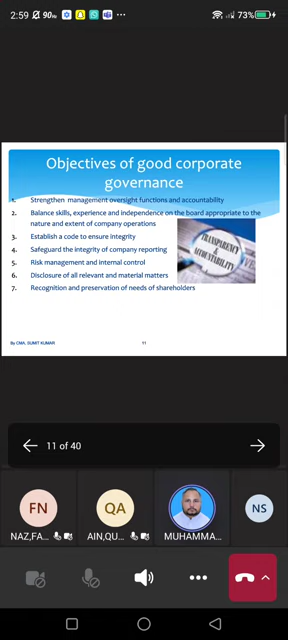 2:59
73%
Objectives of good corporate
governance
1. Strengthen management oversight functions and accountability
2. Balance skills, experience and independence on the board appropriate to the
nature and extent of company operations
3 Establish a code to ensure integrity
4 Safeguard the integrity of company reporting
5 Risk management and internal control
6 Disclosure of all relevant and material matters
7. Recognition and preservation of needs of shareholders
TRANSPARENCY
&
ACCOUNTABILITY
By CMA. SUMIT KUMAR
11
11 of 40
FN
QA
NS
NAZ,FA...
AIN,QU...
MUHAMMA...